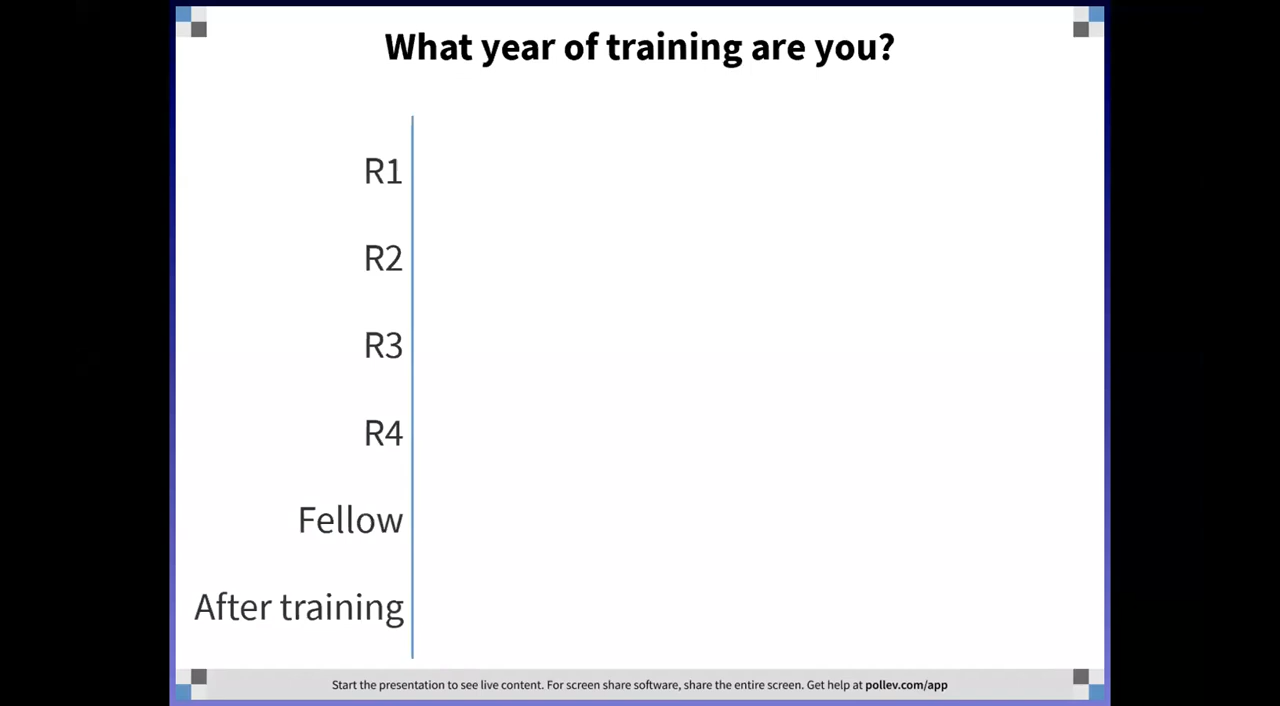 What year of training are you?
R1
R2
R3
R4
Fellow
After training
Start the presentation to see live content. For screen share software, share the entire screen. Get help at pollev.com/app